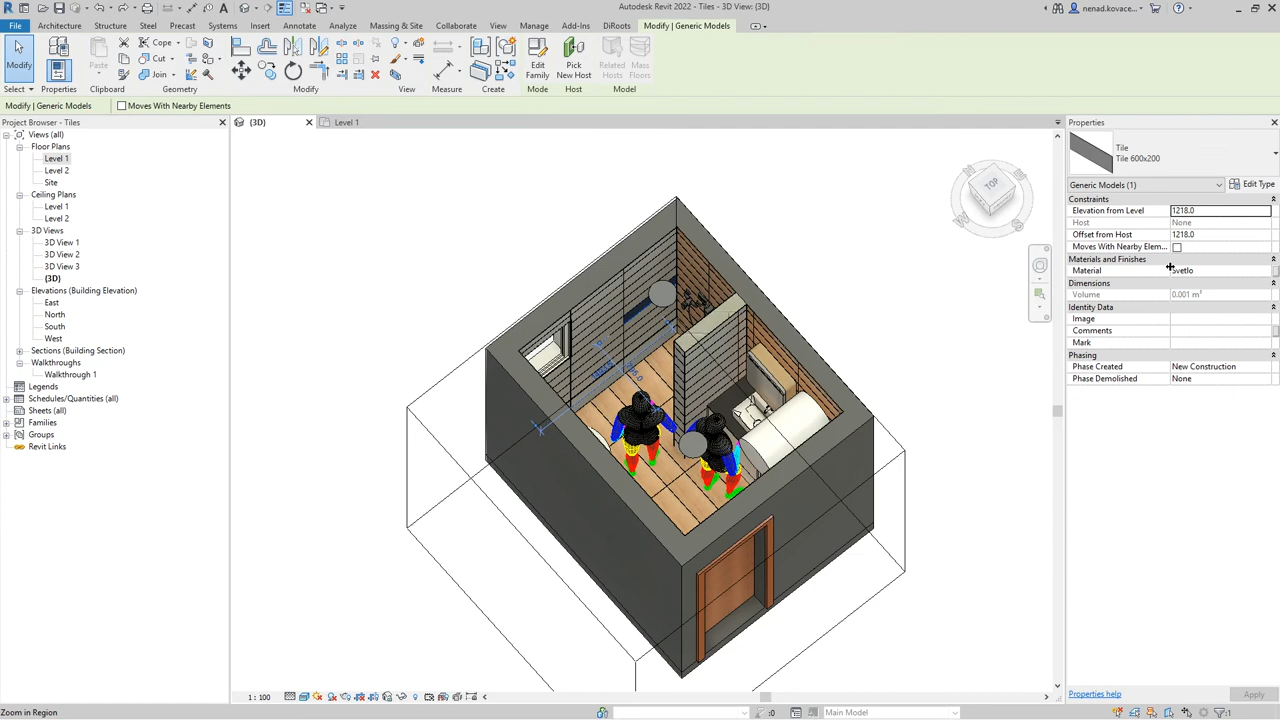 Autodesk Revit 2022 - Tiles - 3D View: {3D}
nenad.kovace...
File Architecture Structure Steel Precast Systems Insert Annotate Analyze Massing & Site Collaborate View Manage Add-Ins DiRoots Modify | Generic Models
Modify
Paste
Cope
Cut
Join
Edit Family
Pick New Host
Related Hosts
Mass Floors
Select Properties Clipboard Geometry Modify View Measure Create Mode Host Model
Modify | Generic Models Moves With Nearby Elements
Project Browser - Tiles
Views (all)
Floor Plans
Level 1
Level 2
Site
Ceiling Plans
Level 1
Level 2
3D Views
3D View 1
3D View 2
3D View 3
{3D}
Elevations (Building Elevation)
East
North
South
West
Sections (Building Section)
Walkthroughs
Walkthrough 1
Legends
Schedules/Quantities (all)
Sheets (all)
Families
Groups
Revit Links
{3D}
Level 1
TOP
Properties
Tile
Tile 600x200
Generic Models (1) Edit Type
Constraints
Elevation from Level 1218.0
Host None
Offset from Host 1218.0
Moves With Nearby Elem...
Materials and Finishes
Material Svetlo
Dimensions
Volume 0.001 m³
Identity Data
Image
Comments
Mark
Phasing
Phase Created New Construction
Phase Demolished None
Properties help Apply
1 : 100
Zoom in Region
:0
Main Model
:1